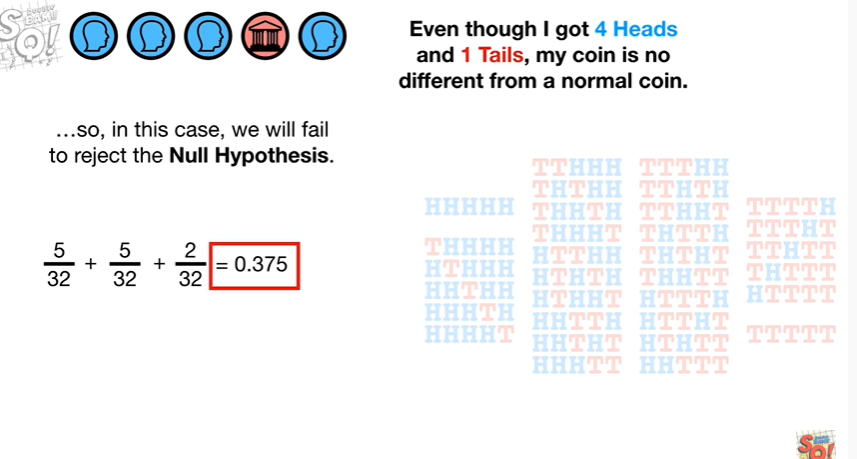 SQ!
Even though I got 4 Heads
and 1 Tails, my coin is no
different from a normal coin.
…so, in this case, we will fail
to reject the Null Hypothesis.
5/32 + 5/32 + 2/32 = 0.375
HHHHH
THHHH
HTHHH
HHTHH
HHHTH
HHHHT
TTHHH
THTHH
THHTH
THHHT
HTTHH
HTHTH
HTHHT
HHTTH
HHTHT
HHHTT
TTTHH
TTHTH
TTHHT
THTTH
THTHT
THHTT
HTTTH
HTTHT
HTHTT
HHTTT
TTTTH
TTTHT
TTHTT
THTTT
HTTTT
TTTTT